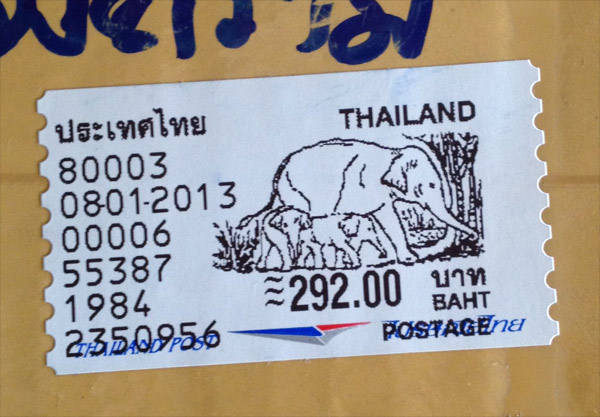 ประเทศไทย
THAILAND
80003
08-01-2013
00006
55387
1984
2350956
≈292.00 บาท
BAHT
POSTAGE
THAILAND POST